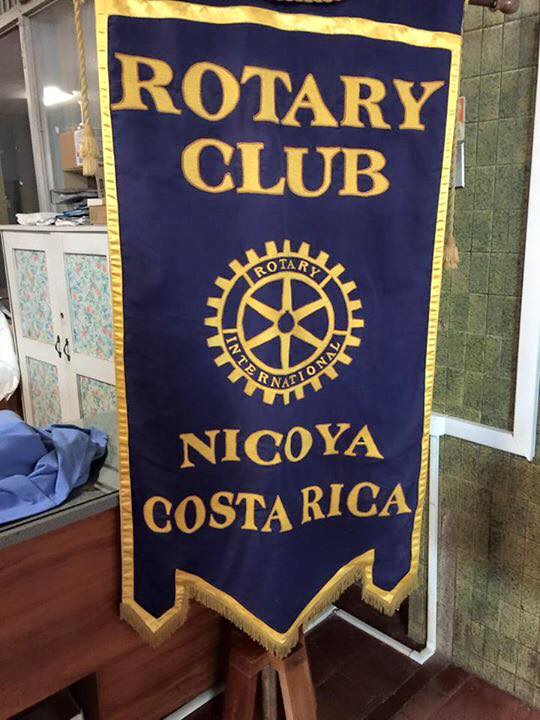 ROTARY
CLUB
ROTARY
INTERNATIONAL
NICOYA
COSTA RICA